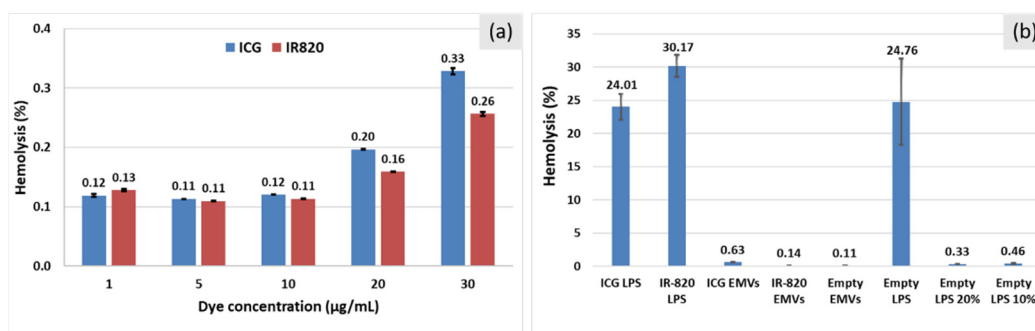 (a)
ICG IR820
Hemolysis (%)
0.4
0.3
0.2
0.1
0.0
0.12 0.13 0.11 0.11 0.12 0.11 0.20 0.16 0.33 0.26
1 5 10 20 30
Dye concentration (µg/mL)
(b)
Hemolysis (%)
35
30
25
20
15
10
5
0
24.01 30.17 0.63 0.14 0.11 24.76 0.33 0.46
ICG LPS IR-820 ICG EMVs IR-820 Empty Empty Empty Empty
LPS EMVs EMVs LPS LPS 20% LPS 10%